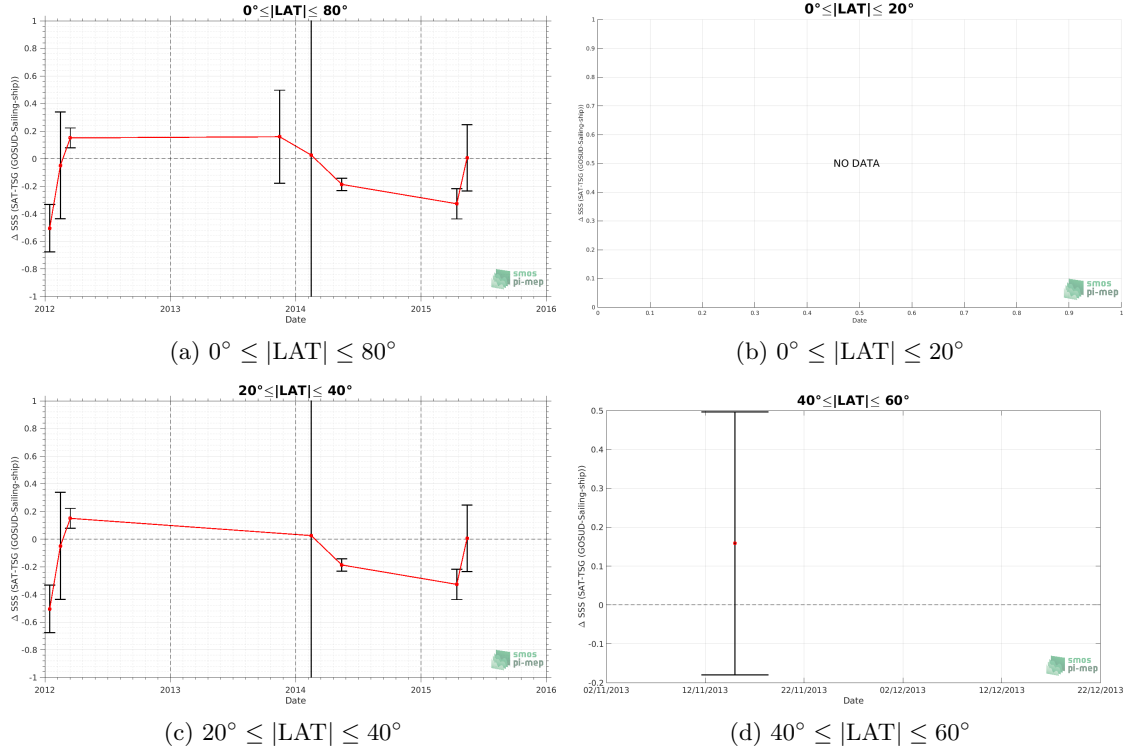 0°≤|LAT|≤ 80°
Δ SSS (SAT-TSG (GOSUD-Sailing-ship))
1
0.8
0.6
0.4
0.2
0
-0.2
-0.4
-0.6
-0.8
-1
2012
2013
2014
2015
2016
Date
smos
pi-mep
(a) 0° ≤ |LAT| ≤ 80°
0°≤|LAT|≤ 20°
Δ SSS (SAT-TSG (GOSUD-Sailing-ship))
1
0.9
0.8
0.7
0.6
0.5
0.4
0.3
0.2
0.1
0
NO DATA
0
0.1
0.2
0.3
0.4
0.5
0.6
0.7
0.8
0.9
1
Date
smos
pi-mep
(b) 0° ≤ |LAT| ≤ 20°
20°≤|LAT|≤ 40°
Δ SSS (SAT-TSG (GOSUD-Sailing-ship))
1
0.8
0.6
0.4
0.2
0
-0.2
-0.4
-0.6
-0.8
-1
2012
2013
2014
2015
2016
Date
smos
pi-mep
(c) 20° ≤ |LAT| ≤ 40°
40°≤|LAT|≤ 60°
Δ SSS (SAT-TSG (GOSUD-Sailing-ship))
0.5
0.4
0.3
0.2
0.1
0
-0.1
-0.2
02/11/2013
12/11/2013
22/11/2013
02/12/2013
12/12/2013
22/12/2013
Date
smos
pi-mep
(d) 40° ≤ |LAT| ≤ 60°